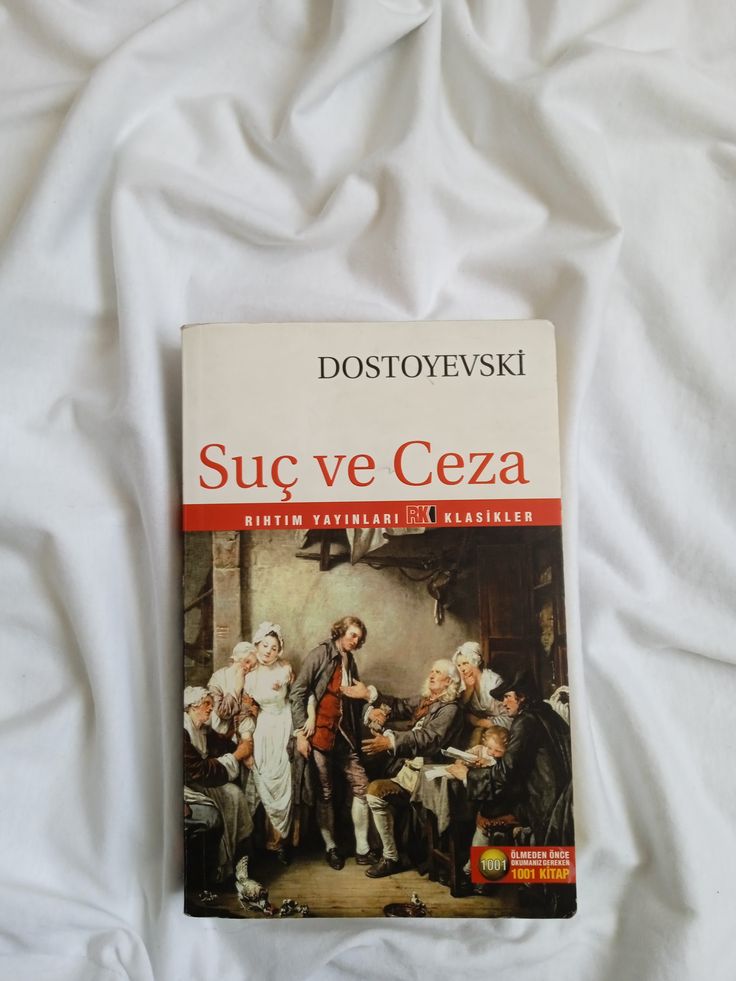 DOSTOYEVSKİ
Suç ve Ceza
RIHTIM YAYINLARI RK KLASİKLER
1001
ÖLMEDEN ÖNCE
OKUMANIZ GEREKEN
1001 KİTAP